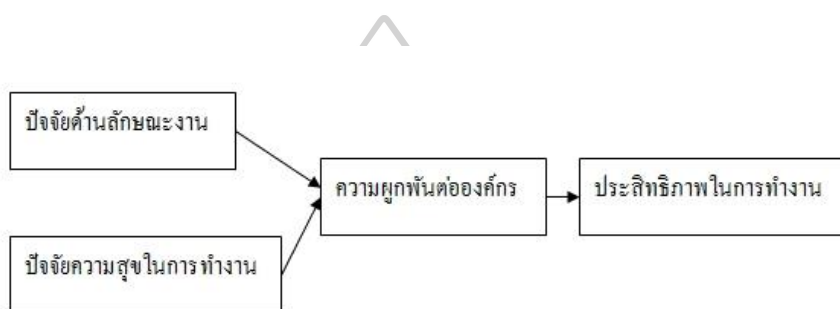 ปัจจัยด้านลักษณะงาน
ความผูกพันต่อองค์กร
ประสิทธิภาพในการทำงาน
ปัจจัยความสุขในการทำงาน